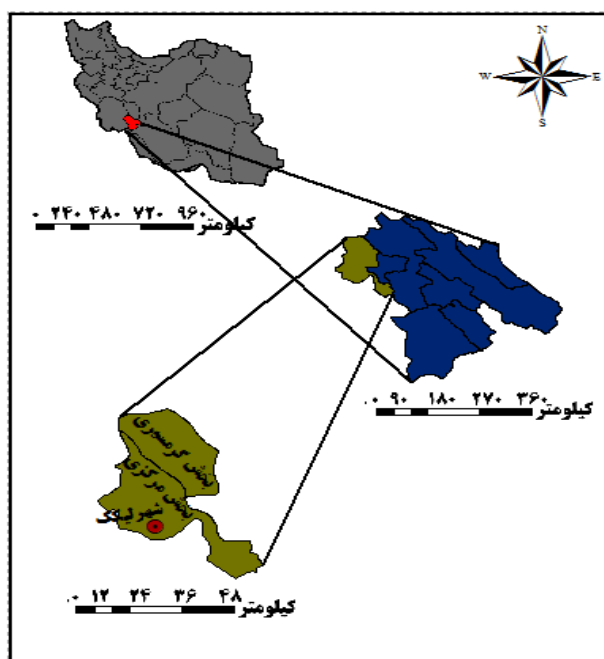 N
W E
S
۰ ۲۴۰ ۴۸۰ ۷۲۰ ۹۶۰ کیلومتر
۰ ۹۰ ۱۸۰ ۲۷۰ ۳۶۰ کیلومتر
بخش گرمسیری
بخش مرکزی
شهر لیکک
۰ ۱۲ ۲۴ ۳۶ ۴۸ کیلومتر